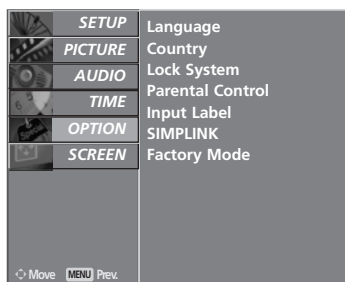 SETUP
PICTURE
AUDIO
TIME
OPTION
SCREEN
Language
Country
Lock System
Parental Control
Input Label
SIMPLINK
Factory Mode
Move MENU Prev.